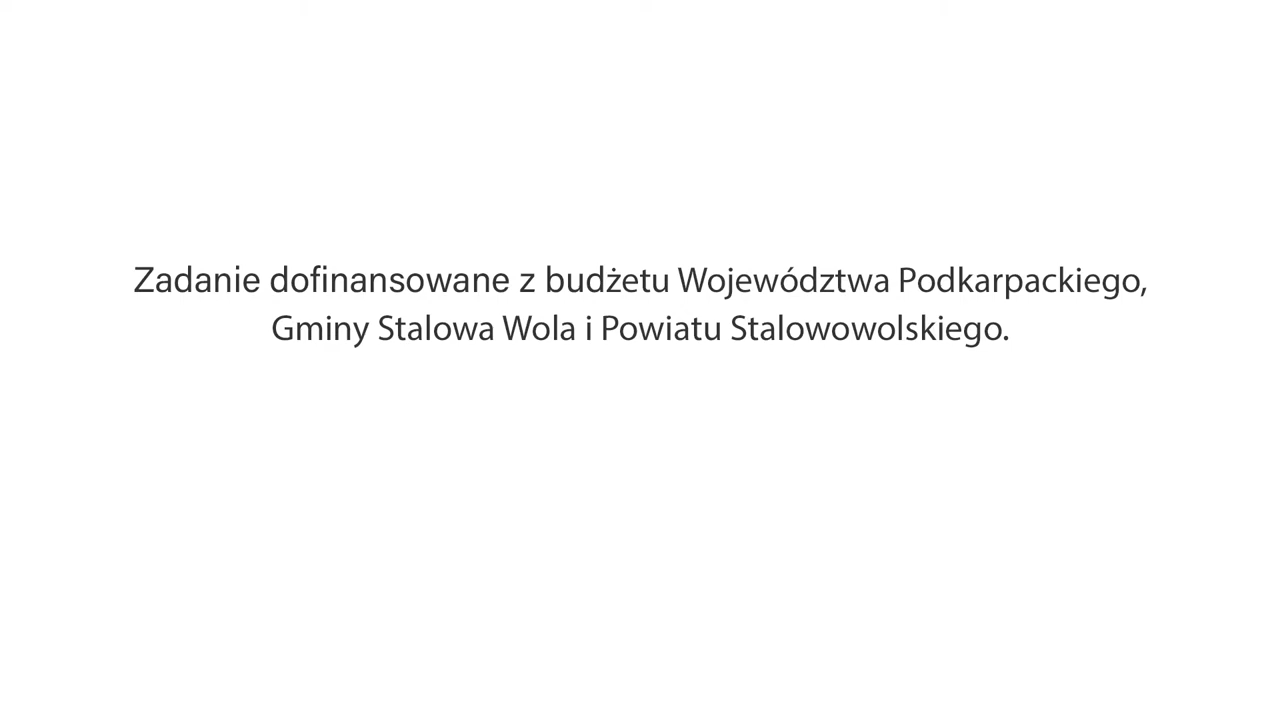 Zadanie dofinansowane z budżetu Województwa Podkarpackiego,
Gminy Stalowa Wola i Powiatu Stalowowolskiego.